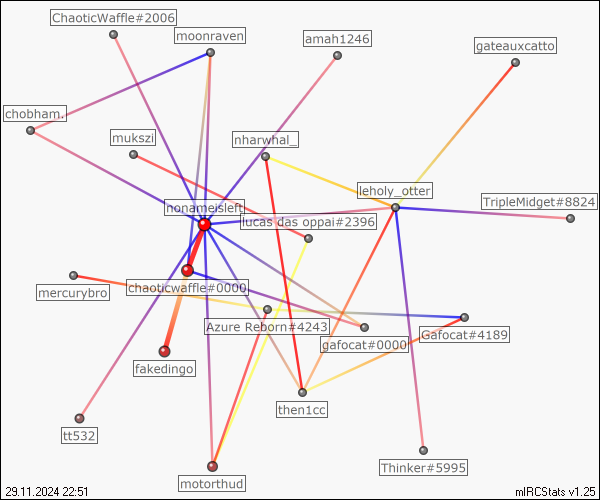 ChaoticWaffle#2006
moonraven
amah1246
gateauxcatto
chobham.
mukszi
nharwhal_
leholy_otter
TripleMidget#8824
honameisleft
lucas das oppai#2396
mercurybro
chaoticwaffle#0000
Azure Reborn#4243
gafocat#0000
Gafocat#4189
fakedingo
then1cc
tt532
Thinker#5995
motorthud
29.11.2024 22:51
mIRCStats v1.25